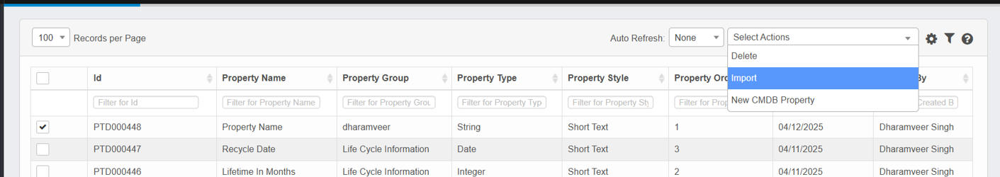 100 Records per Page Auto Refresh: None Select Actions
Delete
Import
New CMDB Property
Id Property Name Property Group Property Type Property Style Property Ord By
Filter for Id Filter for Property Name Filter for Property Grou Filter for Property Typ Filter for Property Sty Filter for Prop Created B
PTD000448 Property Name dharamveer String Short Text 1 04/12/2025 Dharamveer Singh
PTD000447 Recycle Date Life Cycle Information Date Short Text 3 04/11/2025 Dharamveer Singh
PTD000446 Lifetime In Months Life Cycle Information Integer Short Text 2 04/11/2025 Dharamveer Singh